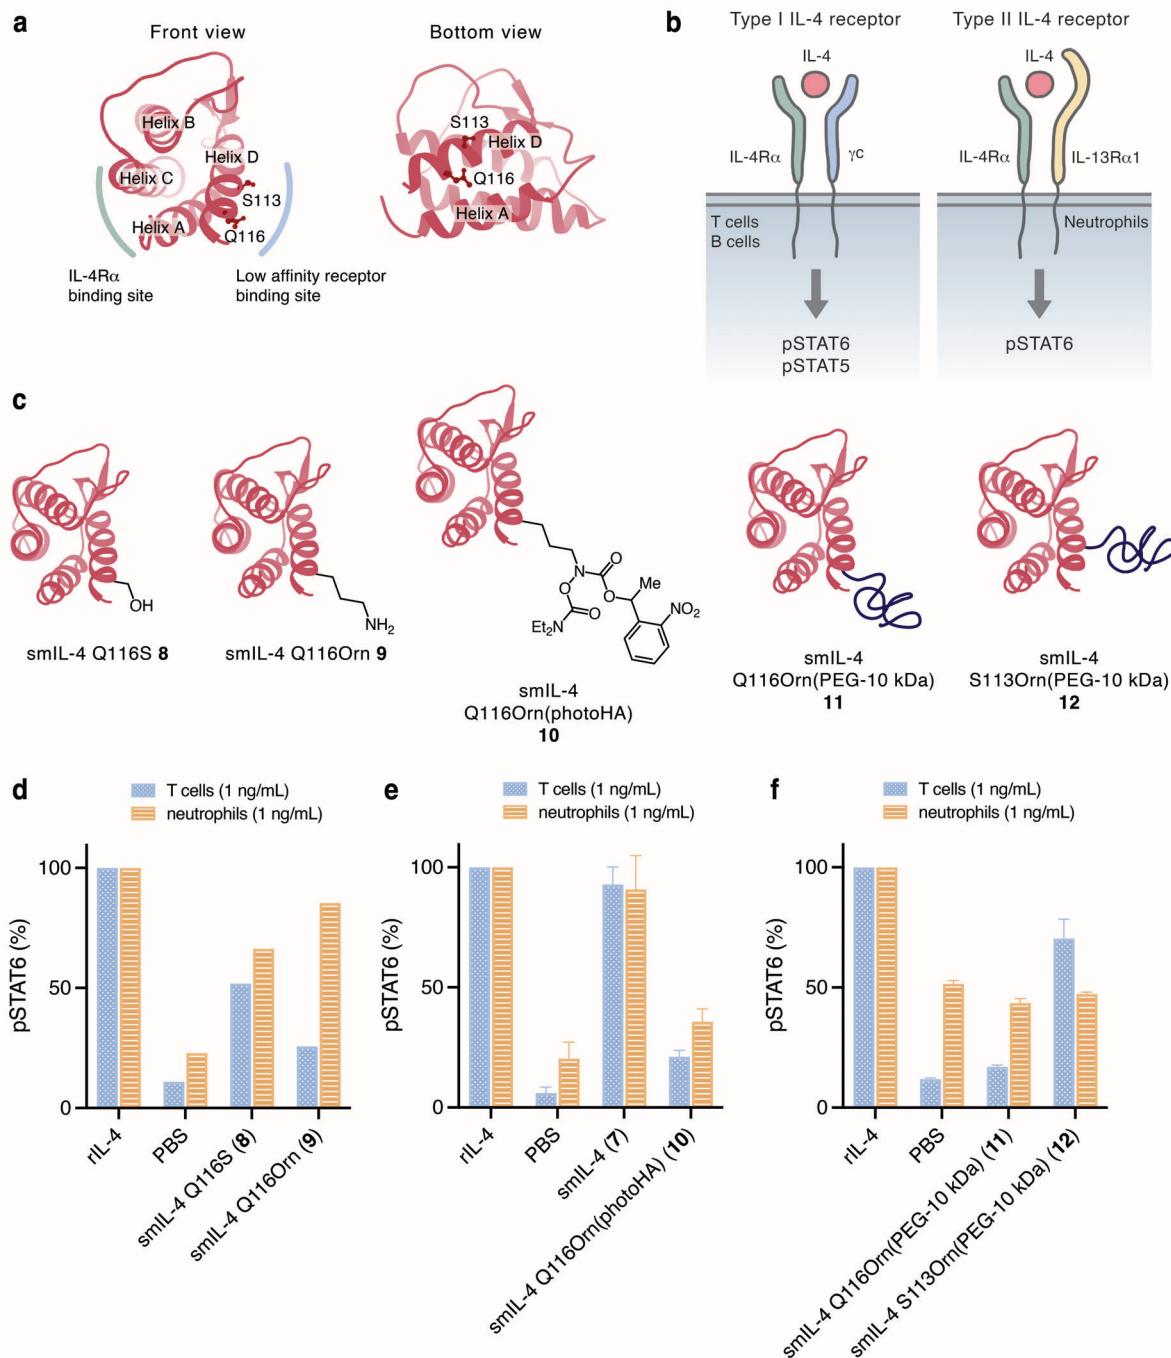 a
Front view
Bottom view
Helix B
Helix D
Helix C
S113
Helix A
Q116
IL-4Rα
binding site
Low affinity receptor
binding site
S113
Helix D
Q116
Helix A
b
Type I IL-4 receptor
Type II IL-4 receptor
IL-4
IL-4
IL-4Rα
γc
IL-4Rα
IL-13Rα1
T cells
B cells
Neutrophils
pSTAT6
pSTAT5
pSTAT6
c
OH
smIL-4 Q116S 8
NH2
smIL-4 Q116Orn 9
N
O
O
O
Me
O
Et2N
O
NO2
smIL-4
Q116Orn(photoHA)
10
smIL-4
Q116Orn(PEG-10 kDa)
11
smIL-4
S113Orn(PEG-10 kDa)
12
d
T cells (1 ng/mL)
neutrophils (1 ng/mL)
pSTAT6 (%)
100
50
0
rIL-4
PBS
smIL-4 Q116S (8)
smIL-4 Q116Orn (9)
e
T cells (1 ng/mL)
neutrophils (1 ng/mL)
pSTAT6 (%)
100
50
0
rIL-4
PBS
smIL-4 (7)
smIL-4 Q116Orn(photoHA) (10)
f
T cells (1 ng/mL)
neutrophils (1 ng/mL)
pSTAT6 (%)
100
50
0
rIL-4
PBS
smIL-4 Q116Orn(PEG-10 kDa) (11)
smIL-4 S113Orn(PEG-10 kDa) (12)